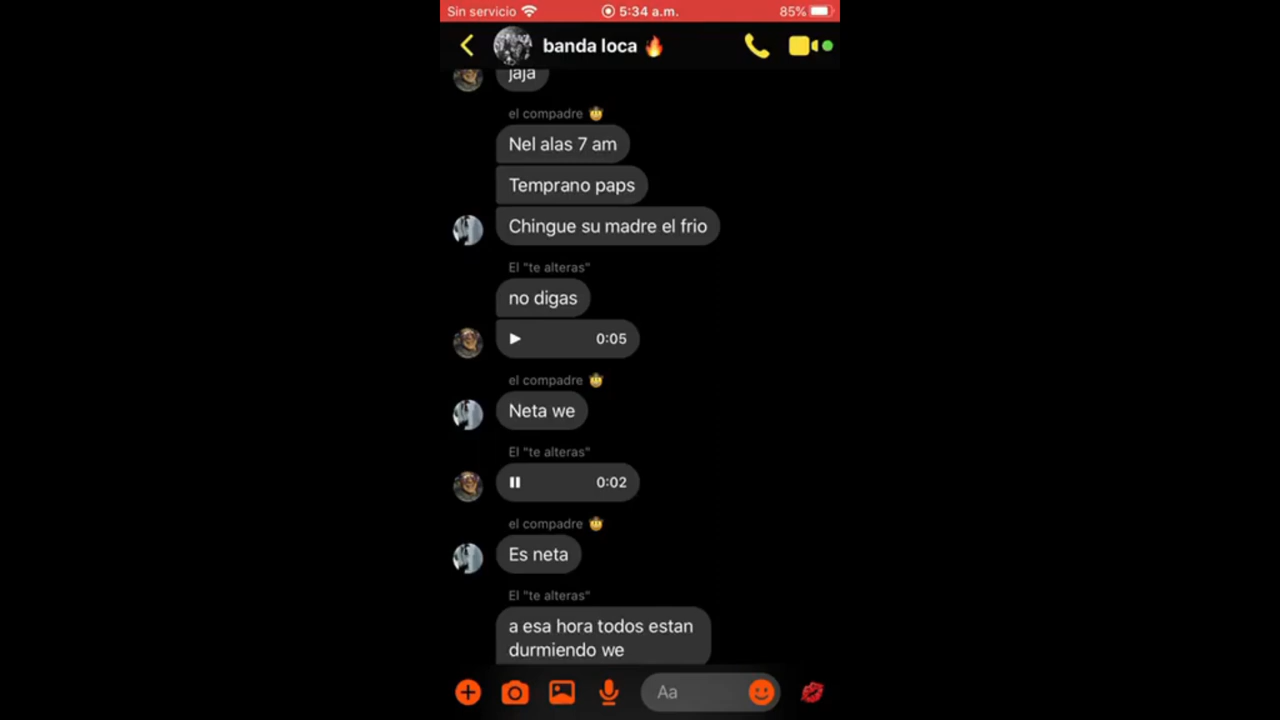 Sin servicio 5:34 a.m. 85%
banda loca 🔥
jaja
el compadre 🤠
Nel alas 7 am
Temprano paps
Chingue su madre el frio
El "te alteras"
no digas
0:05
el compadre 🤠
Neta we
El "te alteras"
0:02
el compadre 🤠
Es neta
El "te alteras"
a esa hora todos estan
durmiendo we
Aa